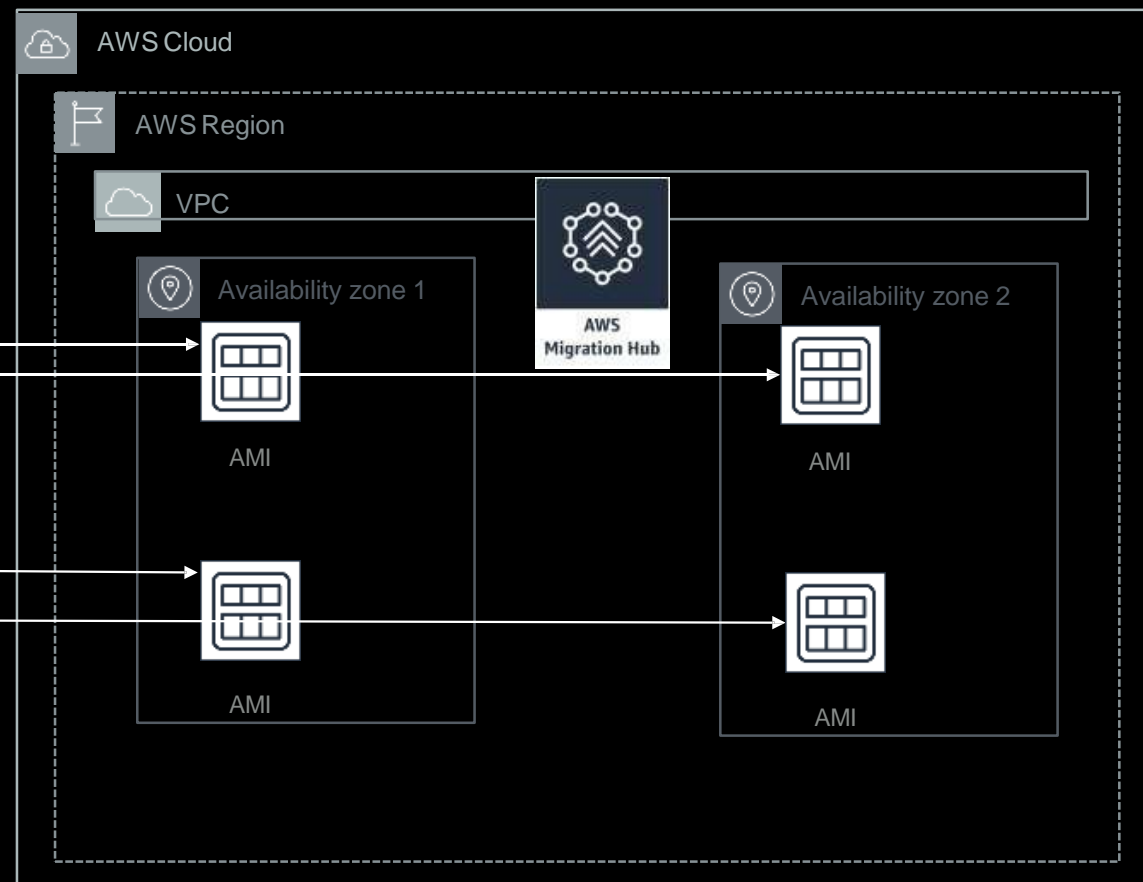 AWS Cloud
AWS Region
VPC
Availability zone 1
Availability zone 2
AWS
Migration Hub
AMI
AMI
AMI
AMI